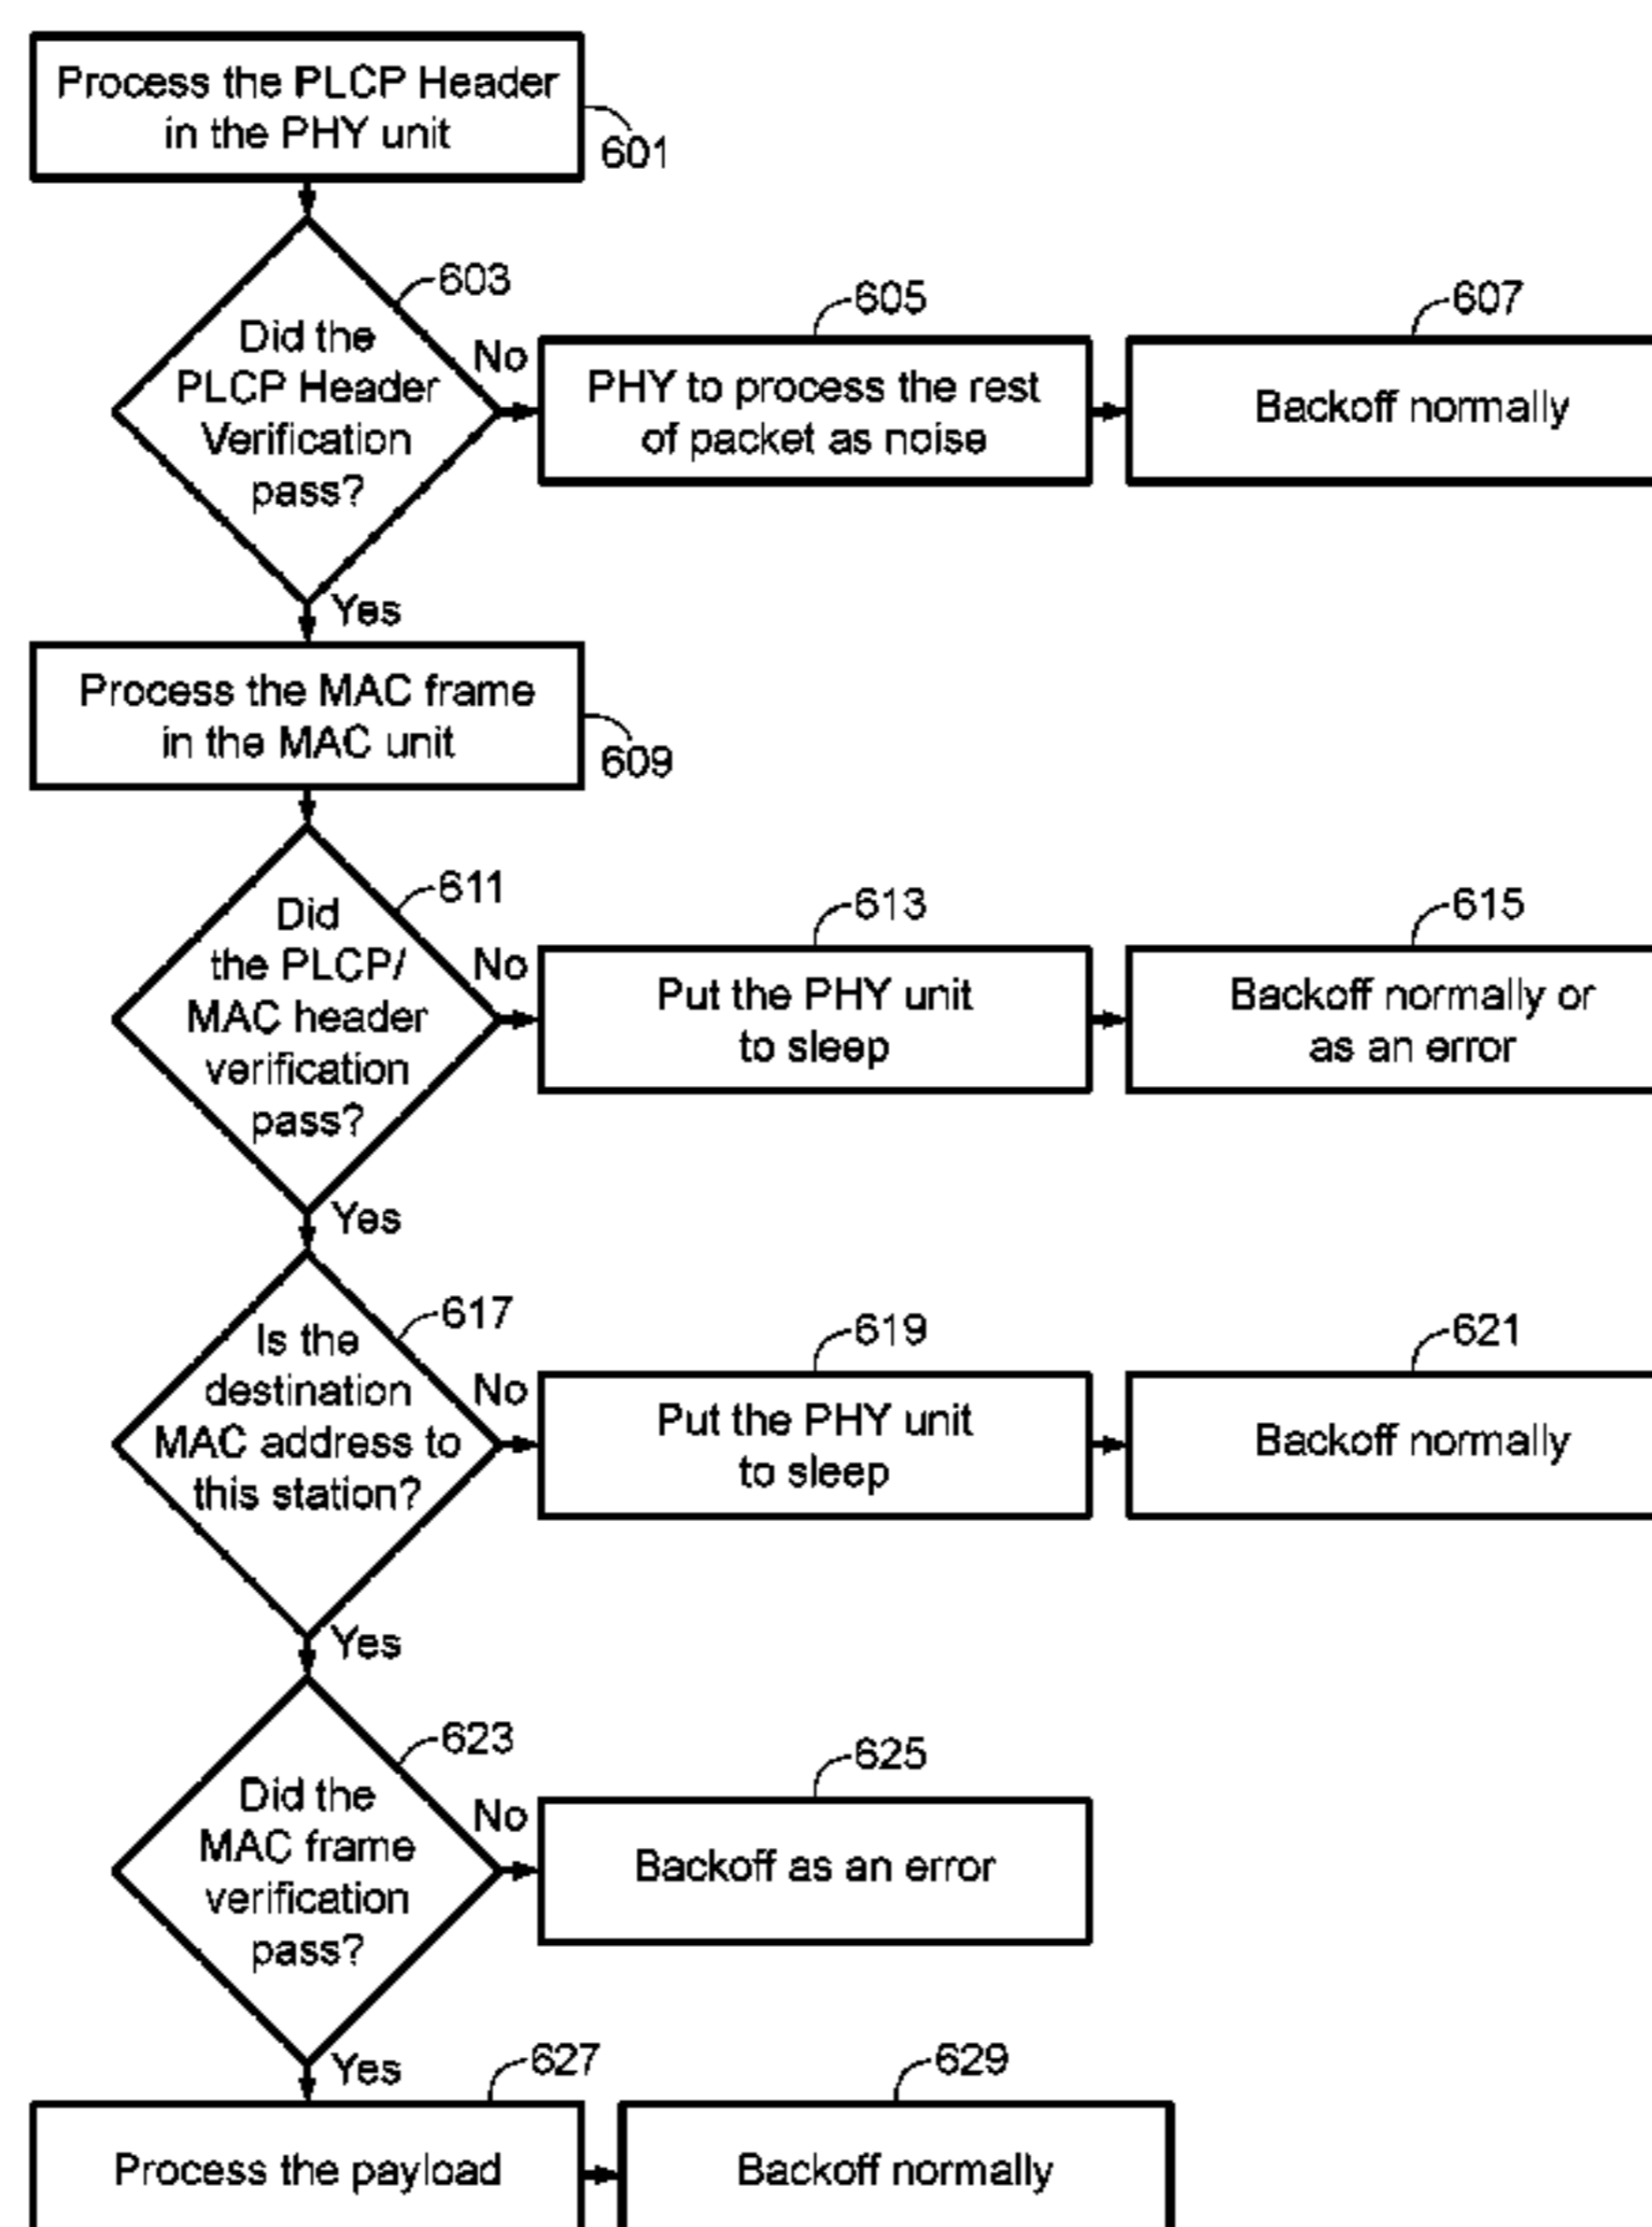 Process the PLCP Header
in the PHY unit
601
603
Did the
PLCP Header
Verification
pass?
No
605
PHY to process the rest
of packet as noise
607
Backoff normally
Yes
Process the MAC frame
in the MAC unit
609
611
Did
the PLCP/
MAC header
verification
pass?
No
613
Put the PHY unit
to sleep
615
Backoff normally or
as an error
Yes
617
Is the
destination
MAC address to
this station?
No
619
Put the PHY unit
to sleep
621
Backoff normally
Yes
623
Did the
MAC frame
verification
pass?
No
625
Backoff as an error
Yes
627
Process the payload
629
Backoff normally